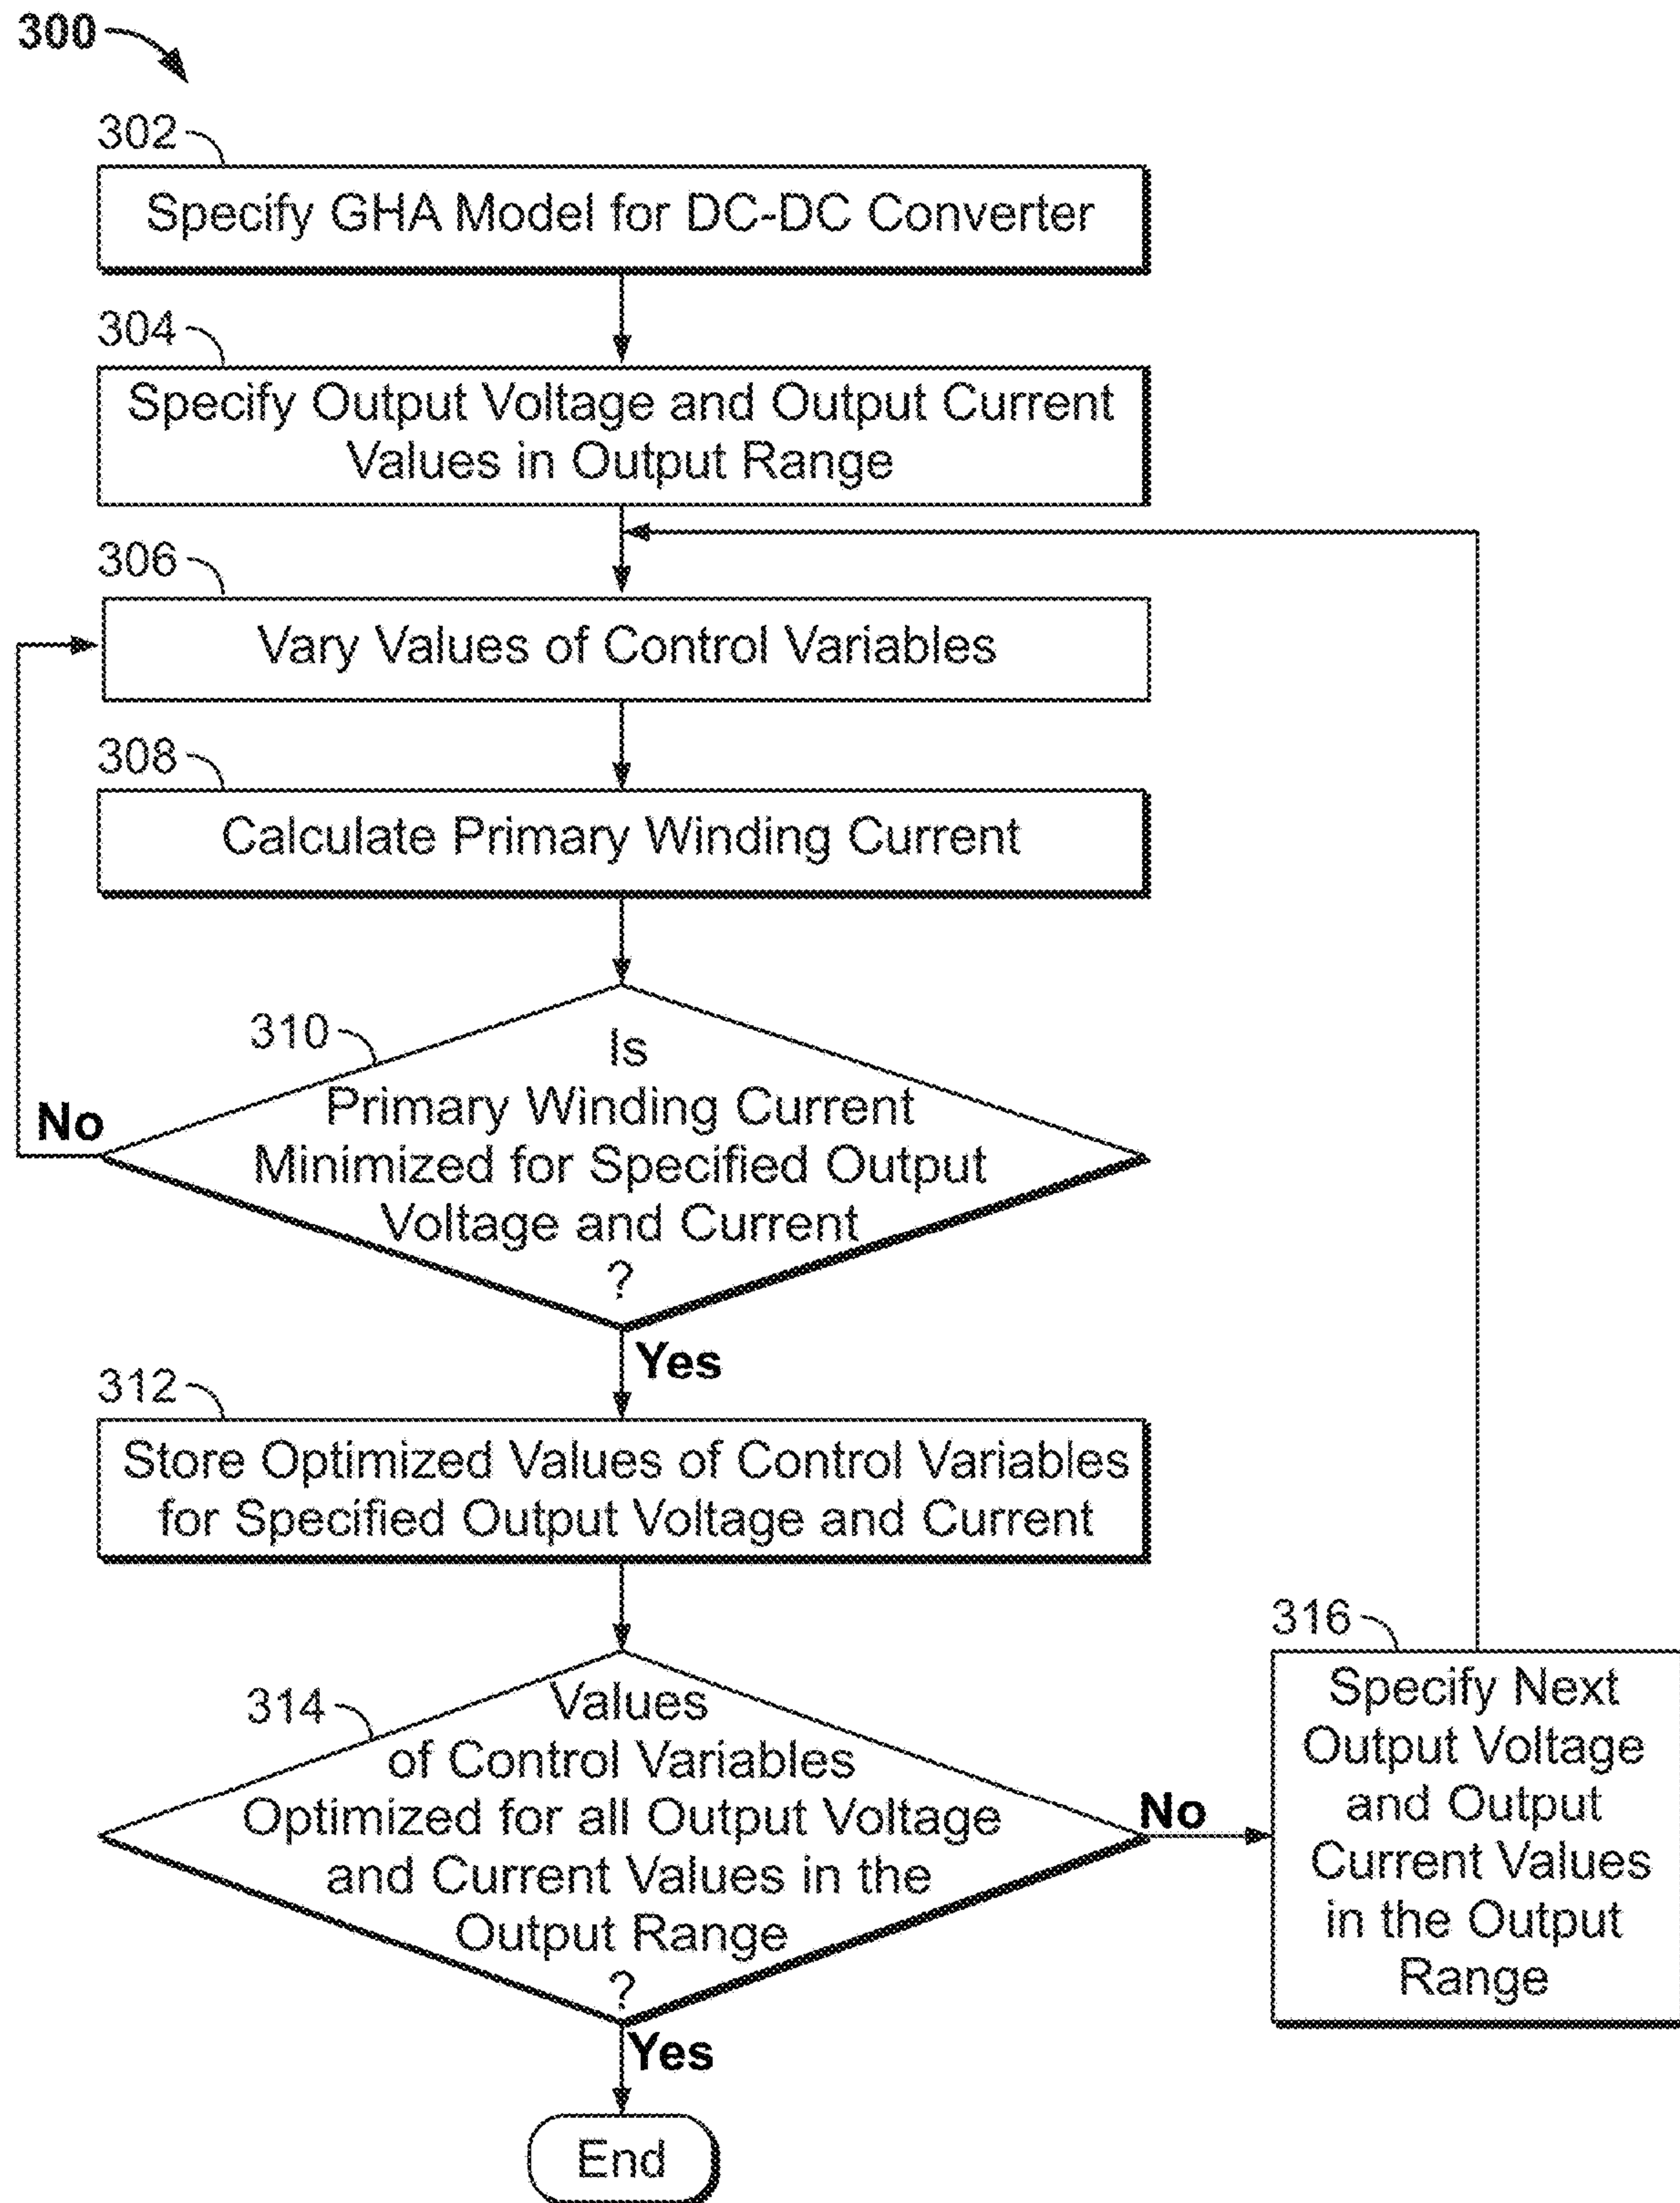 300
302
Specify GHA Model for DC-DC Converter
304
Specify Output Voltage and Output Current
Values in Output Range
306
Vary Values of Control Variables
308
Calculate Primary Winding Current
310
Is
Primary Winding Current
Minimized for Specified Output
Voltage and Current
?
No
Yes
312
Store Optimized Values of Control Variables
for Specified Output Voltage and Current
314
Values
of Control Variables
Optimized for all Output Voltage
and Current Values in the
Output Range
?
No
316
Specify Next
Output Voltage
and Output
Current Values
in the Output
Range
Yes
End